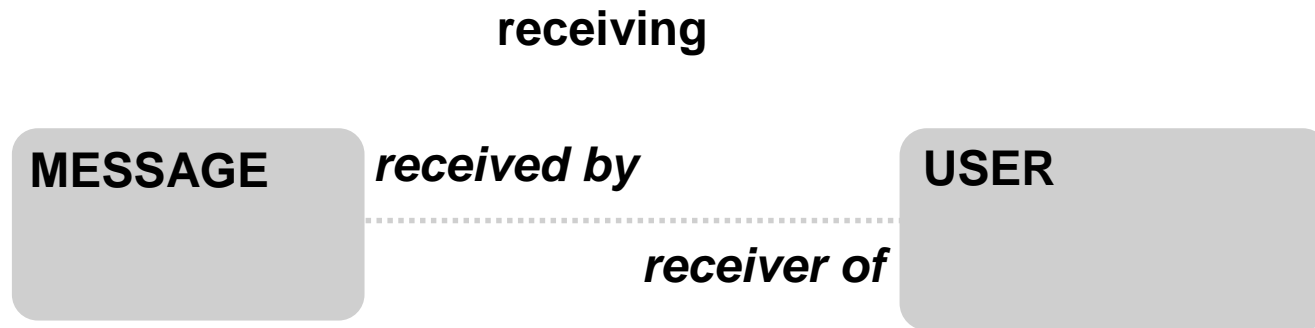 receiving
MESSAGE
received by
USER
receiver of